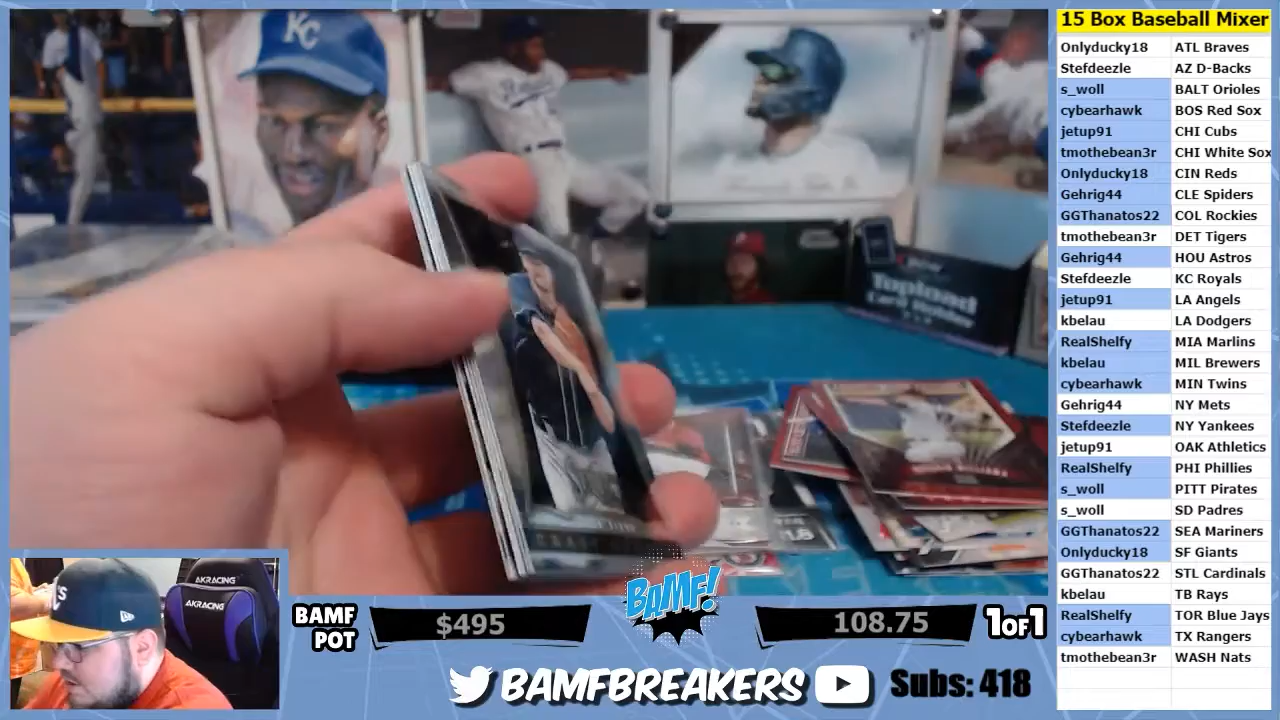 15 Box Baseball Mixer
Onlyducky18 ATL Braves
Stefdeezle AZ D-Backs
s_woll BALT Orioles
cybearhawk BOS Red Sox
jetup91 CHI Cubs
tmothebean3r CHI White Sox
Onlyducky18 CIN Reds
Gehrig44 CLE Spiders
GGThanatos22 COL Rockies
tmothebean3r DET Tigers
Gehrig44 HOU Astros
Stefdeezle KC Royals
jetup91 LA Angels
kbelau LA Dodgers
RealShelfy MIA Marlins
kbelau MIL Brewers
cybearhawk MIN Twins
Gehrig44 NY Mets
Stefdeezle NY Yankees
jetup91 OAK Athletics
RealShelfy PHI Phillies
s_woll PITT Pirates
s_woll SD Padres
GGThanatos22 SEA Mariners
Onlyducky18 SF Giants
GGThanatos22 STL Cardinals
kbelau TB Rays
RealShelfy TOR Blue Jays
cybearhawk TX Rangers
tmothebean3r WASH Nats
KC
Topload
Card Holder
AKRACING
AKRACING
BAMF
POT
$495
BAMF!
108.75
1OF1
BAMFBREAKERS
Subs: 418